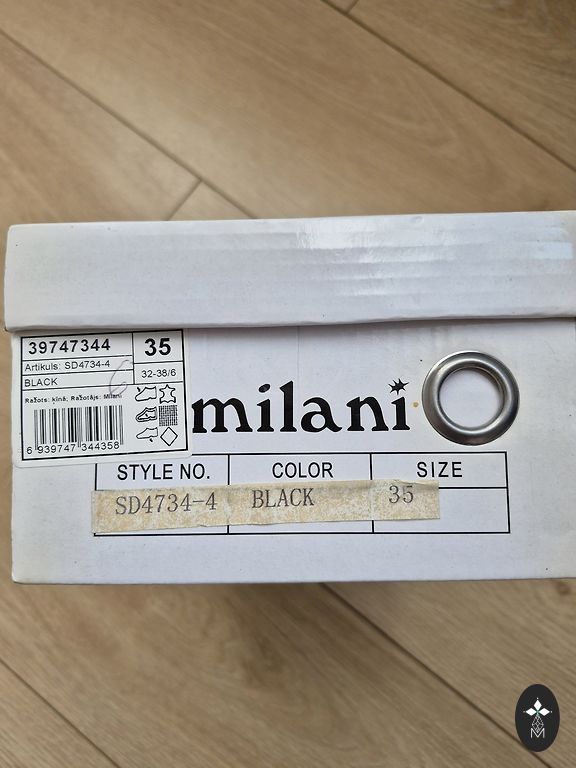 39747344
35
Artikuls: SD4734-4
BLACK
32-38/6
Ražots: ķīnā; Ražotājs: Milani
6 939747 344358
milani
STYLE NO. COLOR SIZE
SD4734-4 BLACK 35
M